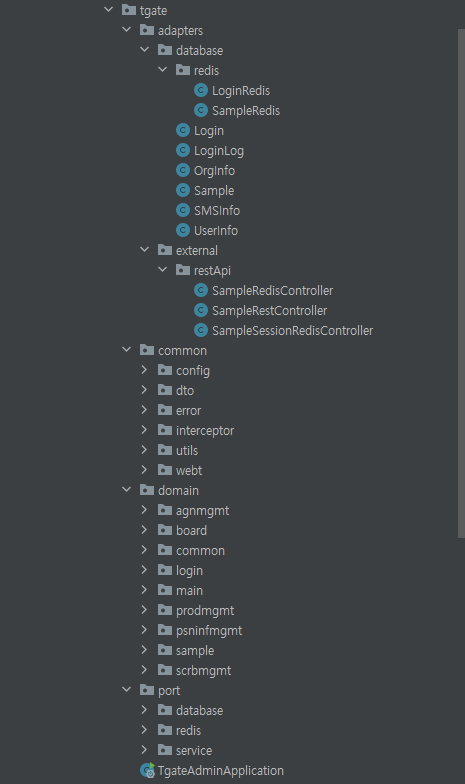 tgate
adapters
database
redis
LoginRedis
SampleRedis
Login
LoginLog
OrgInfo
Sample
SMSInfo
UserInfo
external
restApi
SampleRedisController
SampleRestController
SampleSessionRedisController
common
config
dto
error
interceptor
utils
webt
domain
agnmgmt
board
common
login
main
prodmgmt
psninfmgmt
sample
scrbmgmt
port
database
redis
service
TgateAdminApplication